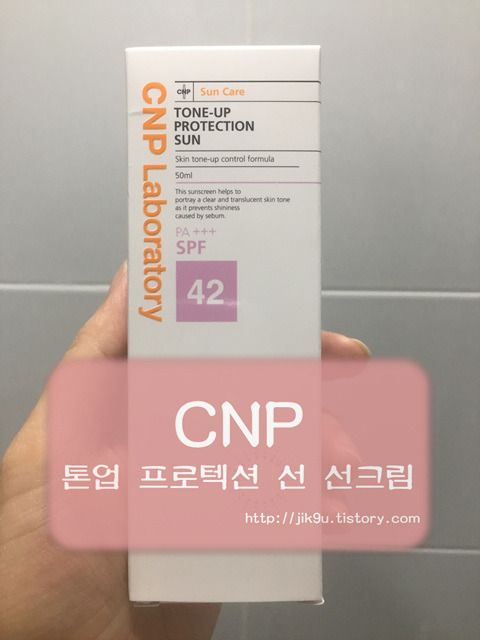 CNP Laboratory
CNP Sun Care
TONE-UP
PROTECTION
SUN
Skin tone-up control formula
50ml
This sunscreen helps to
portray a clear and translucent skin tone
as it prevents shininess
caused by sebum.
PA +++
SPF
42
CNP
톤업 프로텍션 선 선크림
http://jik9u.tistory.com